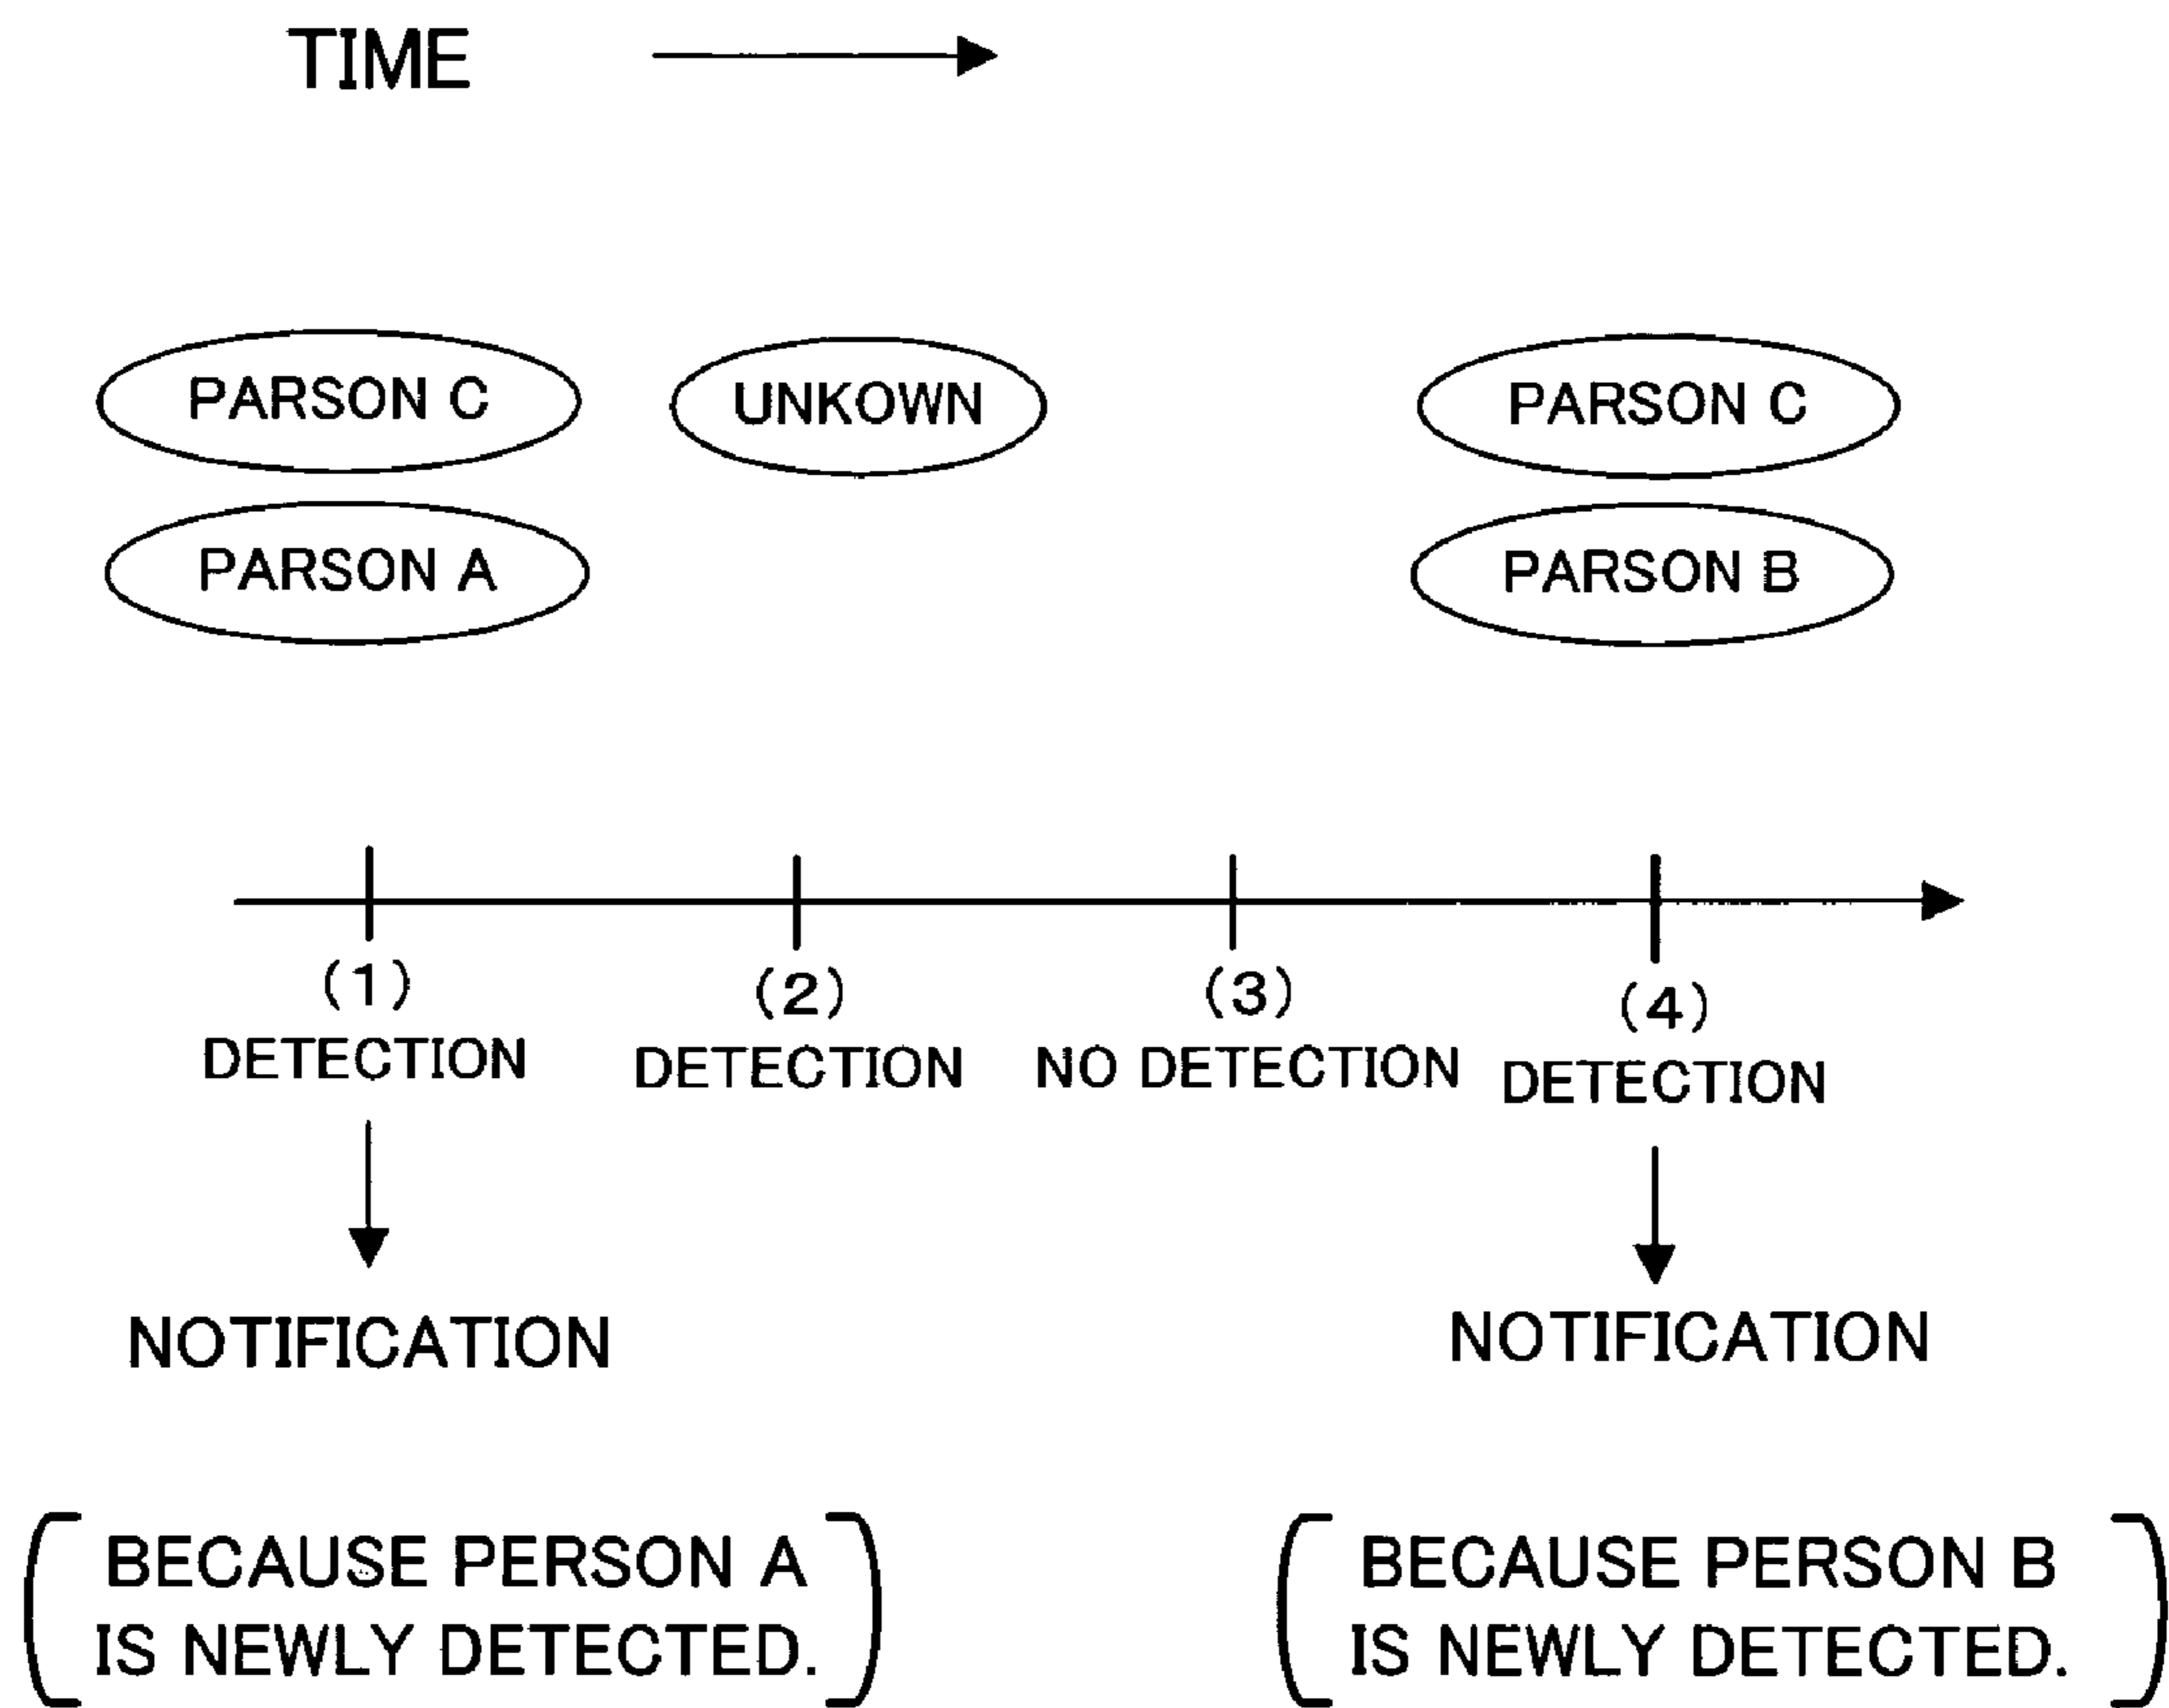 TIME
PARSON C
UNKOWN
PARSON C
PARSON A
PARSON B
(1)
(2)
(3)
(4)
DETECTION
DETECTION
NO DETECTION
DETECTION
NOTIFICATION
NOTIFICATION
BECAUSE PERSON A
IS NEWLY DETECTED.
BECAUSE PERSON B
IS NEWLY DETECTED.